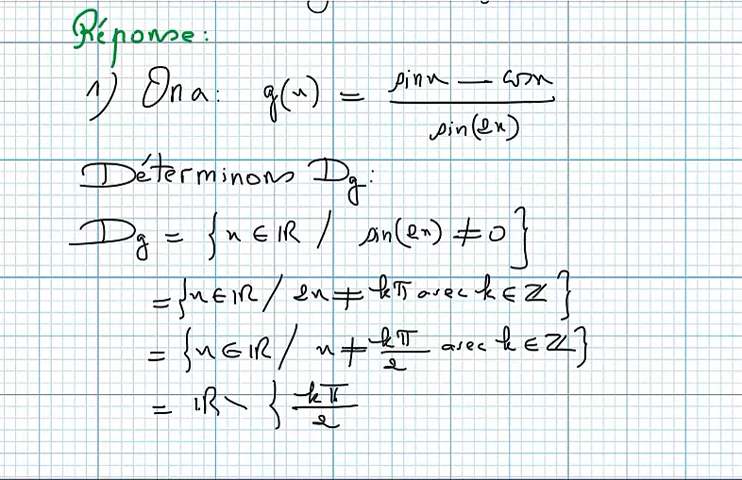 Réponse:
1) On a: g(x) = (sin x — cos x) / sin(2x)
Déterminons Dg:
Dg = {x ∈ ℝ / sin(2x) ≠ 0}
= {x ∈ ℝ / 2x ≠ kπ avec k ∈ ℤ}
= {x ∈ ℝ / x ≠ kπ/2 avec k ∈ ℤ}
= ℝ \ { kπ/2